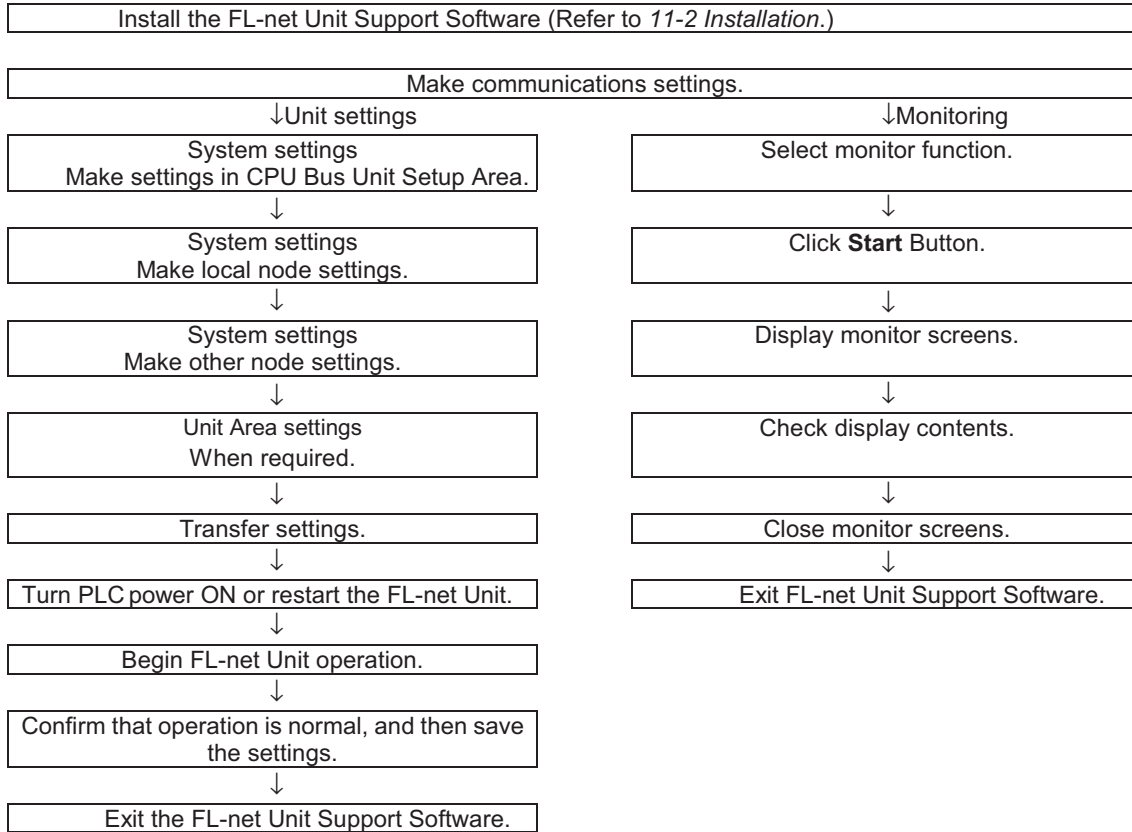 Install the FL-net Unit Support Software (Refer to 11-2 Installation.)
Make communications settings.
↓Unit settings
System settings
Make settings in CPU Bus Unit Setup Area.
↓
System settings
Make local node settings.
↓
System settings
Make other node settings.
↓
Unit Area settings
When required.
↓
Transfer settings.
↓
Turn PLC power ON or restart the FL-net Unit.
↓
Begin FL-net Unit operation.
↓
Confirm that operation is normal, and then save
the settings.
↓
Exit the FL-net Unit Support Software.
↓Monitoring
Select monitor function.
↓
Click Start Button.
↓
Display monitor screens.
↓
Check display contents.
↓
Close monitor screens.
↓
Exit FL-net Unit Support Software.